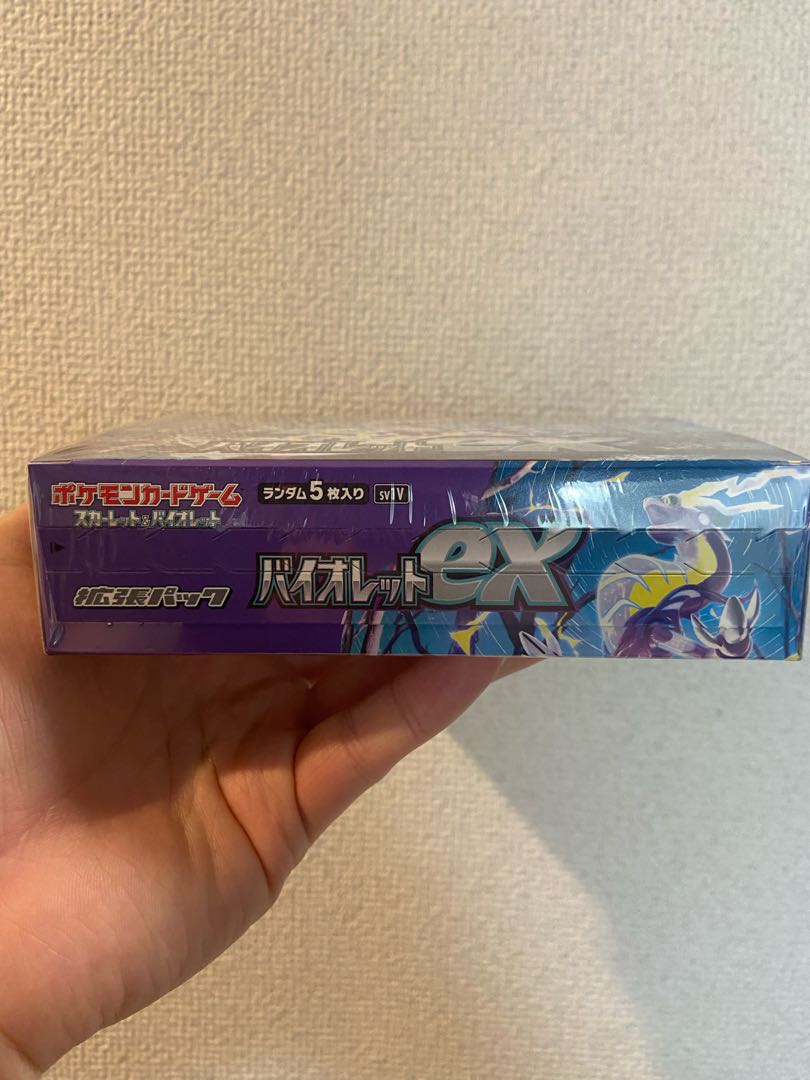 ポケモンカードゲーム
スカーレット&バイオレット
ランダム5枚入り SV1V
拡張パック
バイオレットex